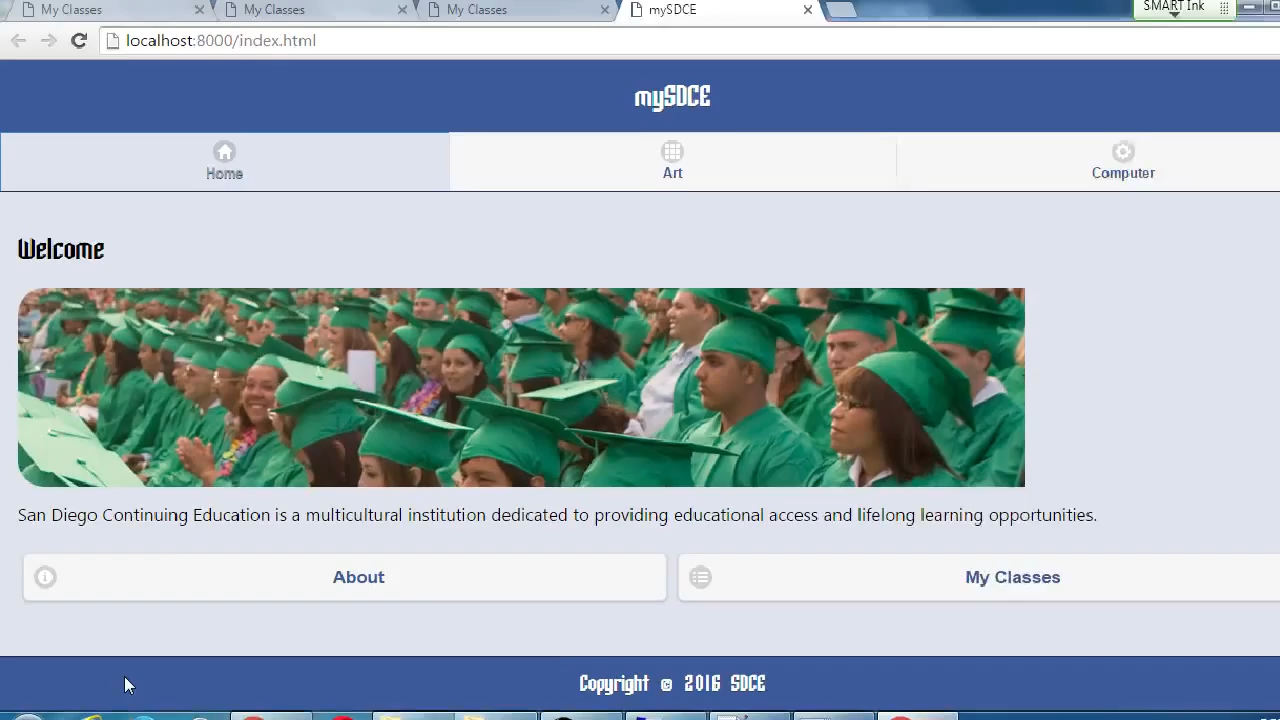 My Classes My Classes My Classes mySDCE SMART Ink
localhost:8000/index.html
mySDCE
Home Art Computer
Welcome
San Diego Continuing Education is a multicultural institution dedicated to providing educational access and lifelong learning opportunities.
About My Classes
Copyright © 2016 SDCE